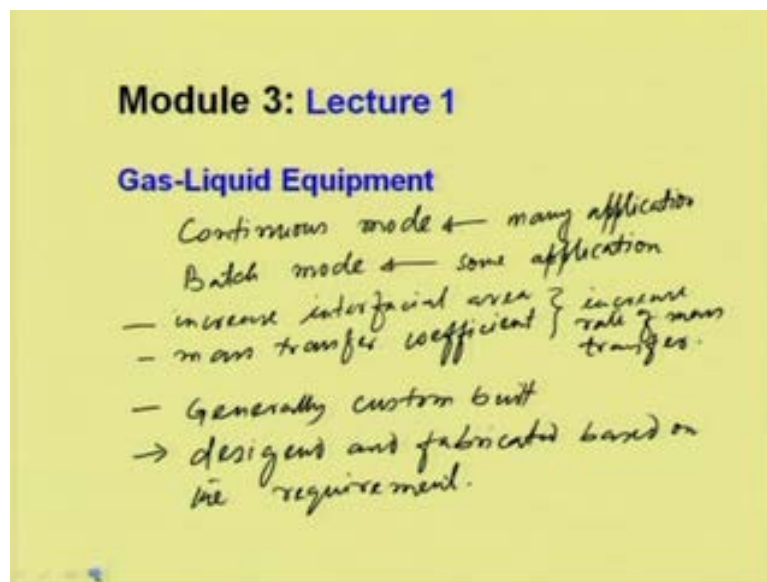 Module 3: Lecture 1
Gas-Liquid Equipment
Continuous mode ← many application
Batch mode ← some application
— increase interfacial area } increase
— mass transfer coefficient } rate of mass transfer.
— Generally custom built
→ designed and fabricated based on
the requirement.